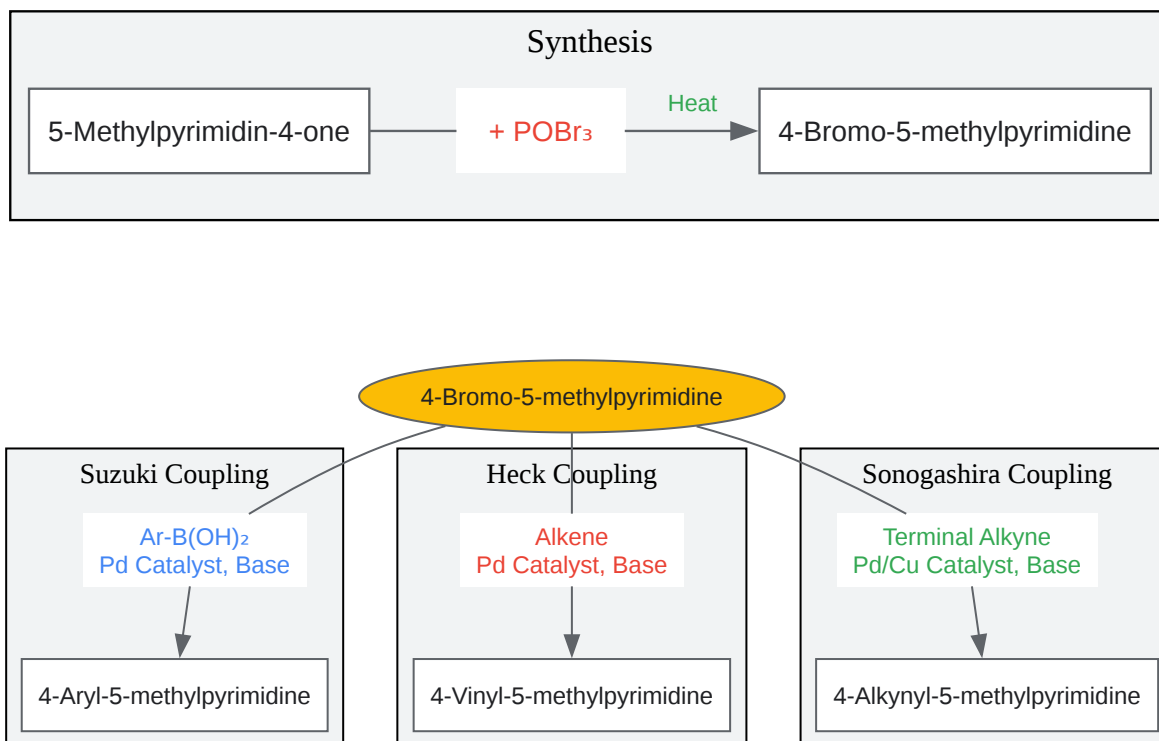 Synthesis
5-Methylpyrimidin-4-one
+ POBr₃
Heat
4-Bromo-5-methylpyrimidine
4-Bromo-5-methylpyrimidine
Suzuki Coupling
Ar-B(OH)₂
Pd Catalyst, Base
4-Aryl-5-methylpyrimidine
Heck Coupling
Alkene
Pd Catalyst, Base
4-Vinyl-5-methylpyrimidine
Sonogashira Coupling
Terminal Alkyne
Pd/Cu Catalyst, Base
4-Alkynyl-5-methylpyrimidine